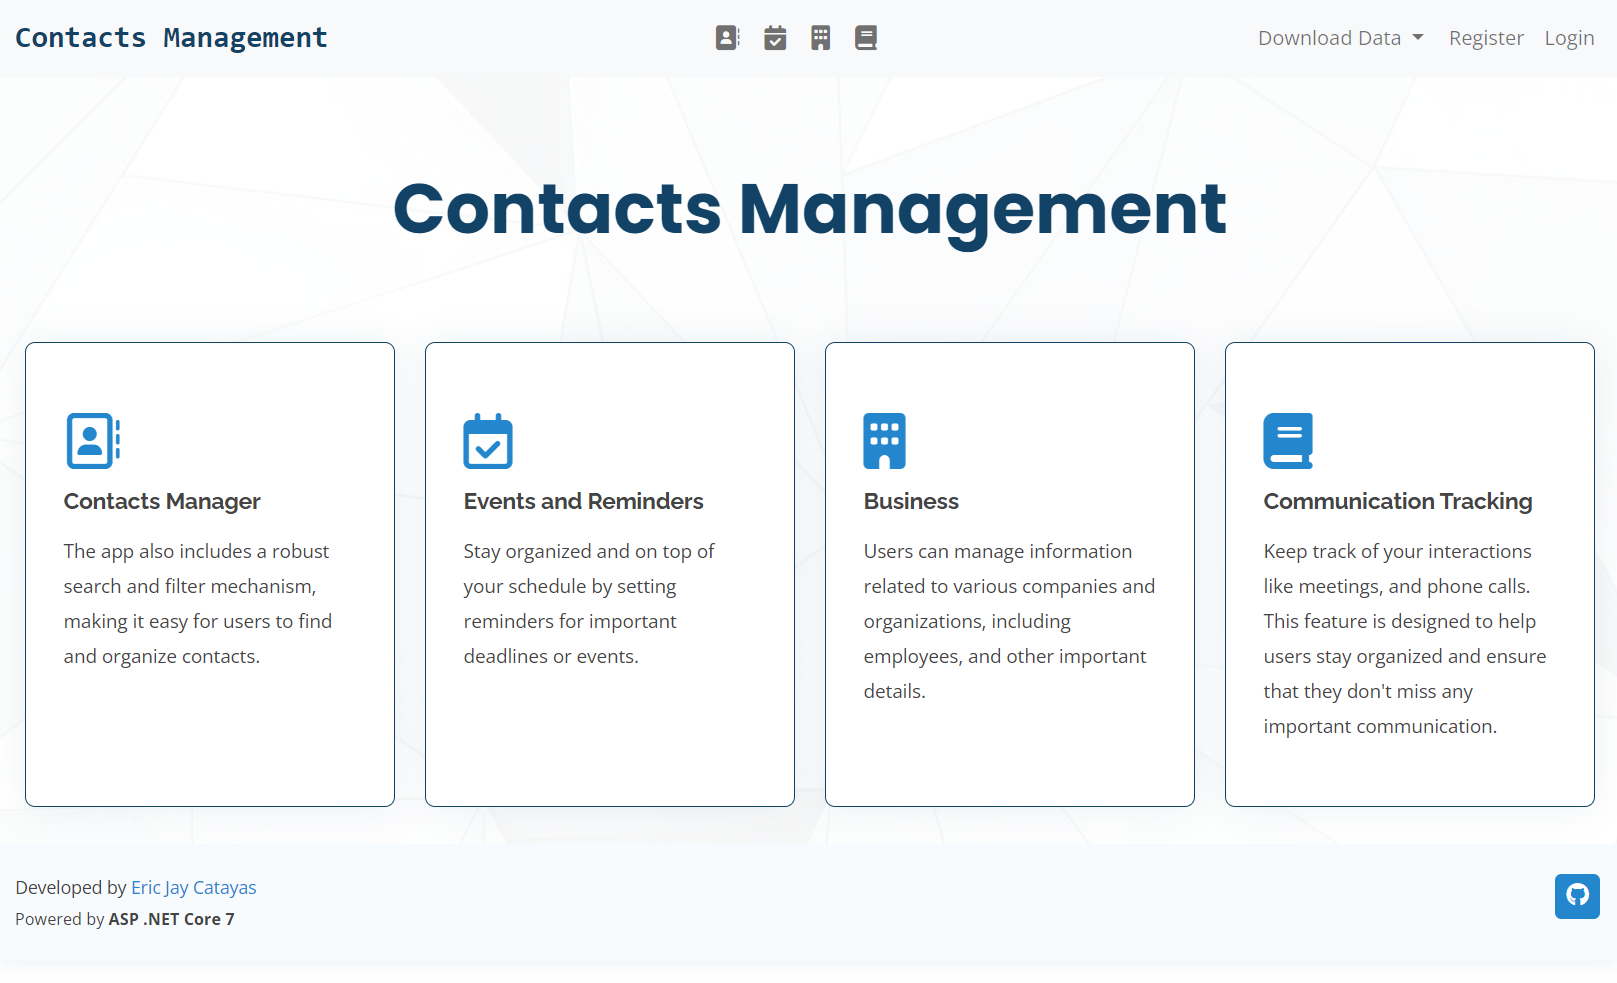 Contacts Management
Download Data
Register
Login
Contacts Management
Contacts Manager
The app also includes a robust
search and filter mechanism,
making it easy for users to find
and organize contacts.
Events and Reminders
Stay organized and on top of
your schedule by setting
reminders for important
deadlines or events.
Business
Users can manage information
related to various companies and
organizations, including
employees, and other important
details.
Communication Tracking
Keep track of your interactions
like meetings, and phone calls.
This feature is designed to help
users stay organized and ensure
that they don't miss any
important communication.
Developed by Eric Jay Catayas
Powered by ASP .NET Core 7